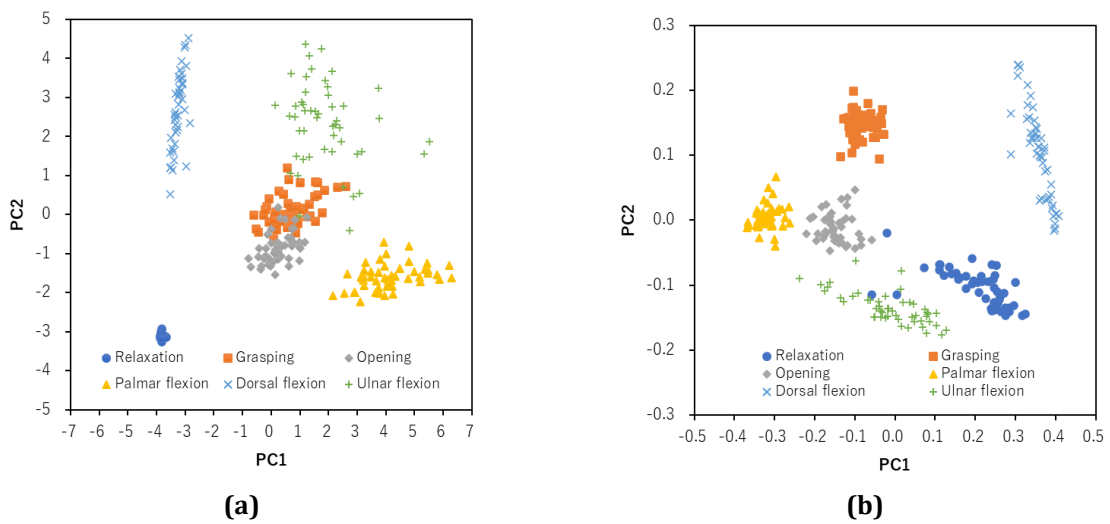 5
4
3
2
1
0
-1
-2
-3
-4
-5
PC2
Relaxation Grasping Opening
Palmar flexion Dorsal flexion Ulnar flexion
-7 -6 -5 -4 -3 -2 -1 0 1 2 3 4 5 6 7
PC1
(a)
0.3
0.2
0.1
0.0
-0.1
-0.2
-0.3
PC2
Relaxation Grasping
Opening Palmar flexion
Dorsal flexion Ulnar flexion
-0.5 -0.4 -0.3 -0.2 -0.1 0.0 0.1 0.2 0.3 0.4 0.5
PC1
(b)